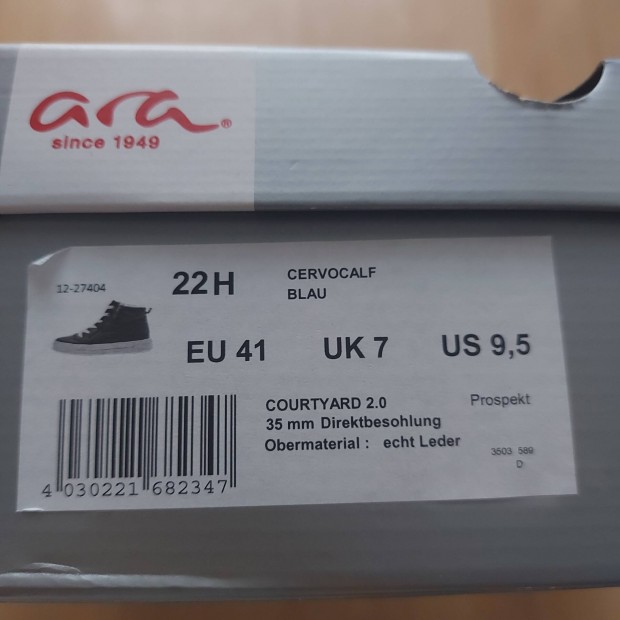 ara®
since 1949
12-27404
22H
CERVOCALF
BLAU
EU 41 UK 7 US 9,5
COURTYARD 2.0
35 mm Direktbesohlung
Obermaterial : echt Leder
Prospekt
3503 589
D
4 030221 682347